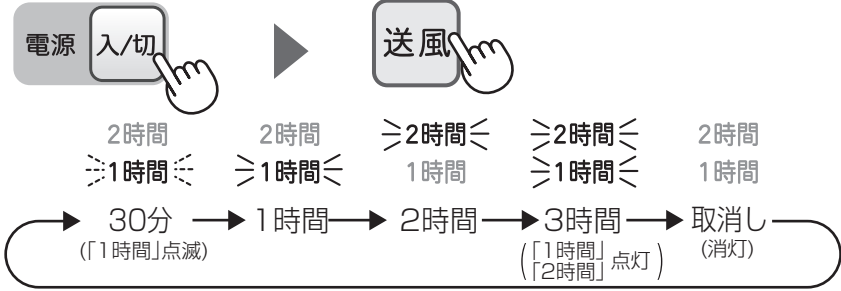 電源 入/切 送風
2時間 2時間 2時間 2時間 2時間
1時間 1時間 1時間 1時間 1時間
30分 1時間 2時間 3時間 取消し
(「1時間」点滅) (「1時間」「2時間」点灯) (消灯)